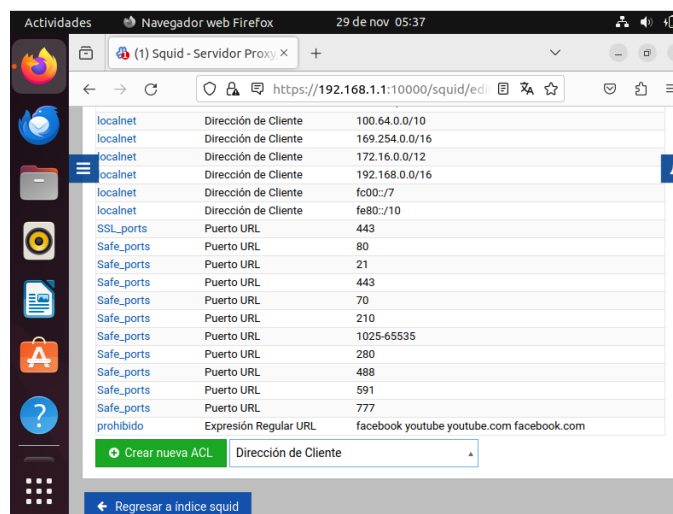 Actividades Navegador web Firefox 29 de nov 05:37
(1) Squid - Servidor Proxy
https://192.168.1.1:10000/squid/edi
localnet Dirección de Cliente 100.64.0.0/10
localnet Dirección de Cliente 169.254.0.0/16
localnet Dirección de Cliente 172.16.0.0/12
localnet Dirección de Cliente 192.168.0.0/16
localnet Dirección de Cliente fc00::/7
localnet Dirección de Cliente fe80::/10
SSL_ports Puerto URL 443
Safe_ports Puerto URL 80
Safe_ports Puerto URL 21
Safe_ports Puerto URL 443
Safe_ports Puerto URL 70
Safe_ports Puerto URL 210
Safe_ports Puerto URL 1025-65535
Safe_ports Puerto URL 280
Safe_ports Puerto URL 488
Safe_ports Puerto URL 591
Safe_ports Puerto URL 777
prohibido Expresión Regular URL facebook youtube youtube.com facebook.com
Crear nueva ACL Dirección de Cliente
Regresar a índice squid